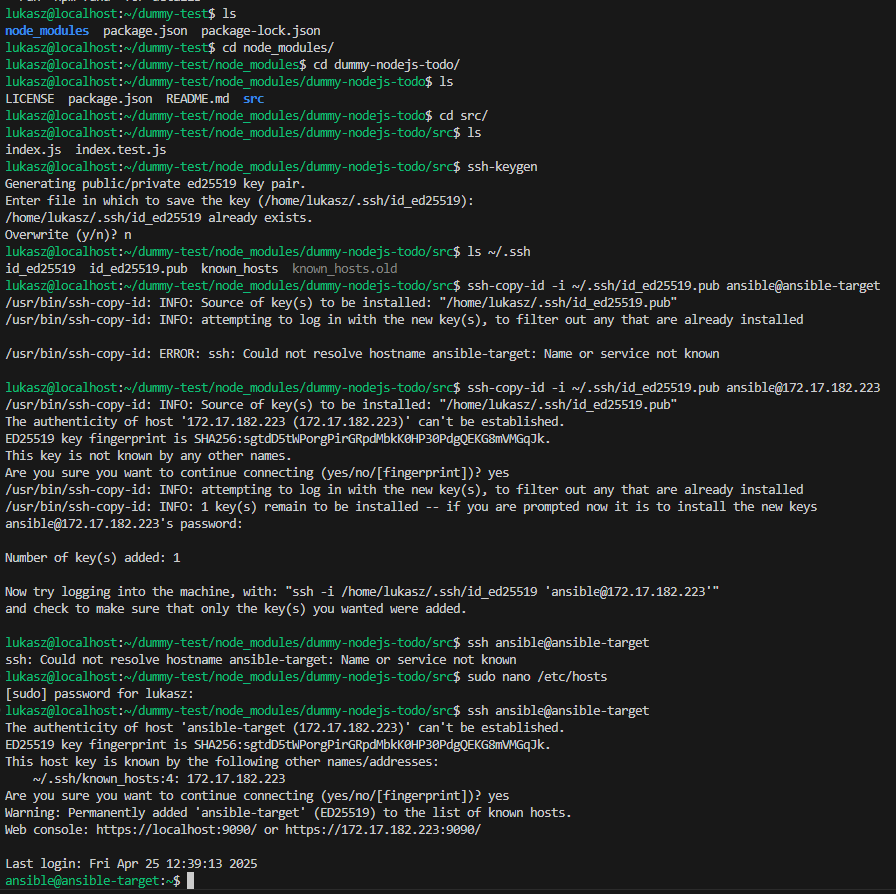 lukasz@localhost:~/dummy-test$ ls
node_modules  package.json  package-lock.json
lukasz@localhost:~/dummy-test$ cd node_modules/
lukasz@localhost:~/dummy-test/node_modules$ cd dummy-nodejs-todo/
lukasz@localhost:~/dummy-test/node_modules/dummy-nodejs-todo$ ls
LICENSE  package.json  README.md  src
lukasz@localhost:~/dummy-test/node_modules/dummy-nodejs-todo$ cd src/
lukasz@localhost:~/dummy-test/node_modules/dummy-nodejs-todo/src$ ls
index.js  index.test.js
lukasz@localhost:~/dummy-test/node_modules/dummy-nodejs-todo/src$ ssh-keygen
Generating public/private ed25519 key pair.
Enter file in which to save the key (/home/lukasz/.ssh/id_ed25519):
/home/lukasz/.ssh/id_ed25519 already exists.
Overwrite (y/n)? n
lukasz@localhost:~/dummy-test/node_modules/dummy-nodejs-todo/src$ ls ~/.ssh
id_ed25519  id_ed25519.pub  known_hosts  known_hosts.old
lukasz@localhost:~/dummy-test/node_modules/dummy-nodejs-todo/src$ ssh-copy-id -i ~/.ssh/id_ed25519.pub ansible@ansible-target
/usr/bin/ssh-copy-id: INFO: Source of key(s) to be installed: "/home/lukasz/.ssh/id_ed25519.pub"
/usr/bin/ssh-copy-id: INFO: attempting to log in with the new key(s), to filter out any that are already installed
/usr/bin/ssh-copy-id: ERROR: ssh: Could not resolve hostname ansible-target: Name or service not known
lukasz@localhost:~/dummy-test/node_modules/dummy-nodejs-todo/src$ ssh-copy-id -i ~/.ssh/id_ed25519.pub ansible@172.17.182.223
/usr/bin/ssh-copy-id: INFO: Source of key(s) to be installed: "/home/lukasz/.ssh/id_ed25519.pub"
The authenticity of host '172.17.182.223 (172.17.182.223)' can't be established.
ED25519 key fingerprint is SHA256:sgtdD5tWPorgPirGRpdMbkK0HP30PdgQEKG8mVMGqJk.
This key is not known by any other names.
Are you sure you want to continue connecting (yes/no/[fingerprint])? yes
/usr/bin/ssh-copy-id: INFO: attempting to log in with the new key(s), to filter out any that are already installed
/usr/bin/ssh-copy-id: INFO: 1 key(s) remain to be installed -- if you are prompted now it is to install the new keys
ansible@172.17.182.223's password:
Number of key(s) added: 1
Now try logging into the machine, with: "ssh -i /home/lukasz/.ssh/id_ed25519 'ansible@172.17.182.223'"
and check to make sure that only the key(s) you wanted were added.
lukasz@localhost:~/dummy-test/node_modules/dummy-nodejs-todo/src$ ssh ansible@ansible-target
ssh: Could not resolve hostname ansible-target: Name or service not known
lukasz@localhost:~/dummy-test/node_modules/dummy-nodejs-todo/src$ sudo nano /etc/hosts
[sudo] password for lukasz:
lukasz@localhost:~/dummy-test/node_modules/dummy-nodejs-todo/src$ ssh ansible@ansible-target
The authenticity of host 'ansible-target (172.17.182.223)' can't be established.
ED25519 key fingerprint is SHA256:sgtdD5tWPorgPirGRpdMbkK0HP30PdgQEKG8mVMGqJk.
This host key is known by the following other names/addresses:
    ~/.ssh/known_hosts:4: 172.17.182.223
Are you sure you want to continue connecting (yes/no/[fingerprint])? yes
Warning: Permanently added 'ansible-target' (ED25519) to the list of known hosts.
Web console: https://localhost:9090/ or https://172.17.182.223:9090/
Last login: Fri Apr 25 12:39:13 2025
ansible@ansible-target:~$